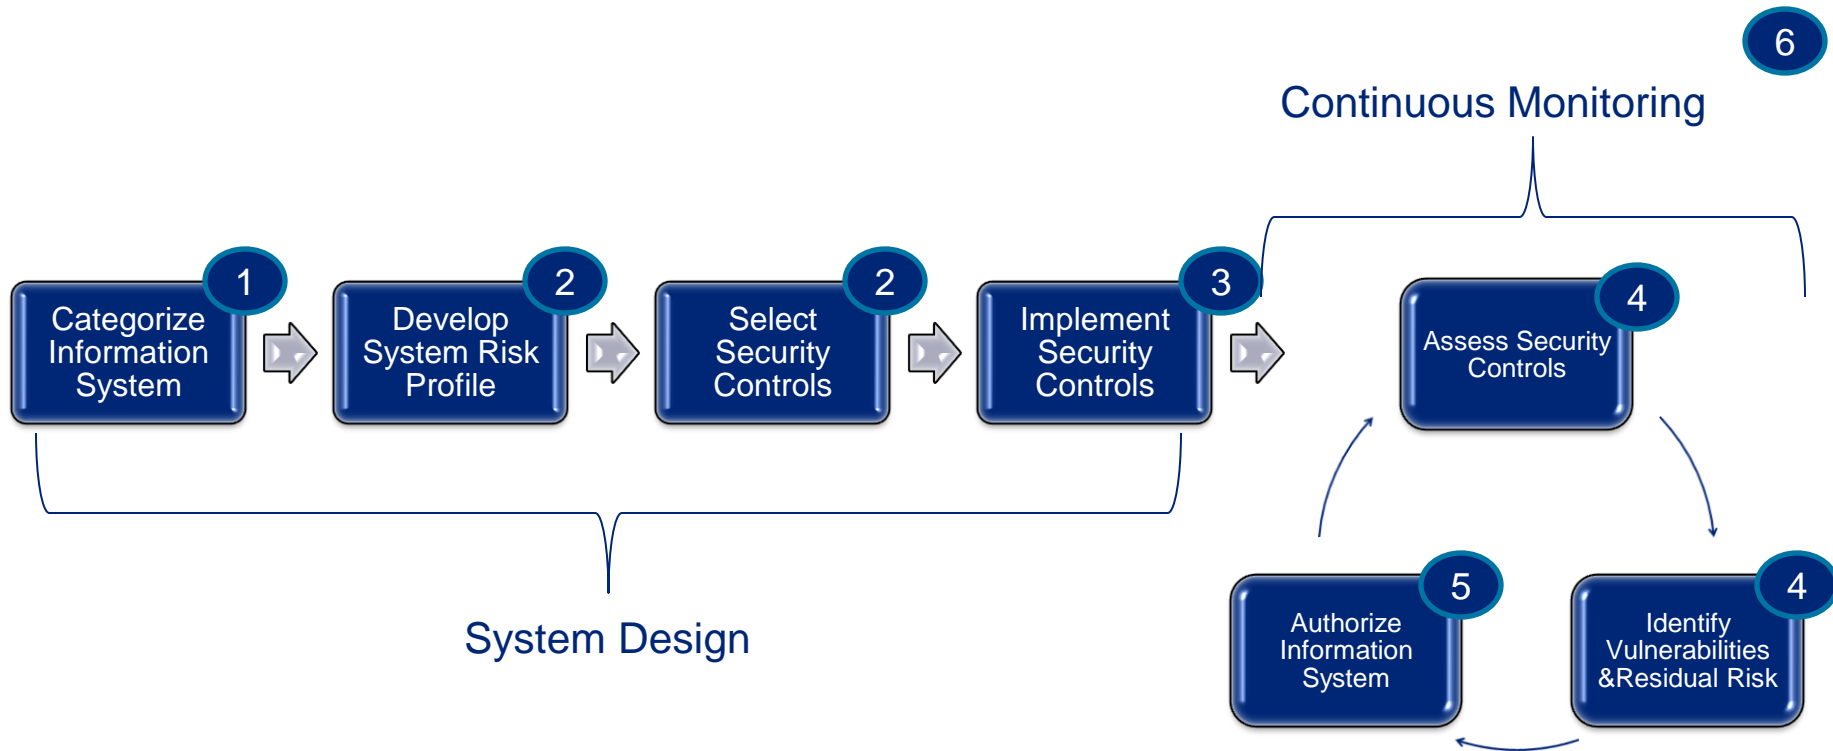 6
Continuous Monitoring
1
Categorize
Information
System
2
Develop
System Risk
Profile
2
Select
Security
Controls
3
Implement
Security
Controls
4
Assess Security
Controls
5
Authorize
Information
System
4
Identify
Vulnerabilities
&Residual Risk
System Design